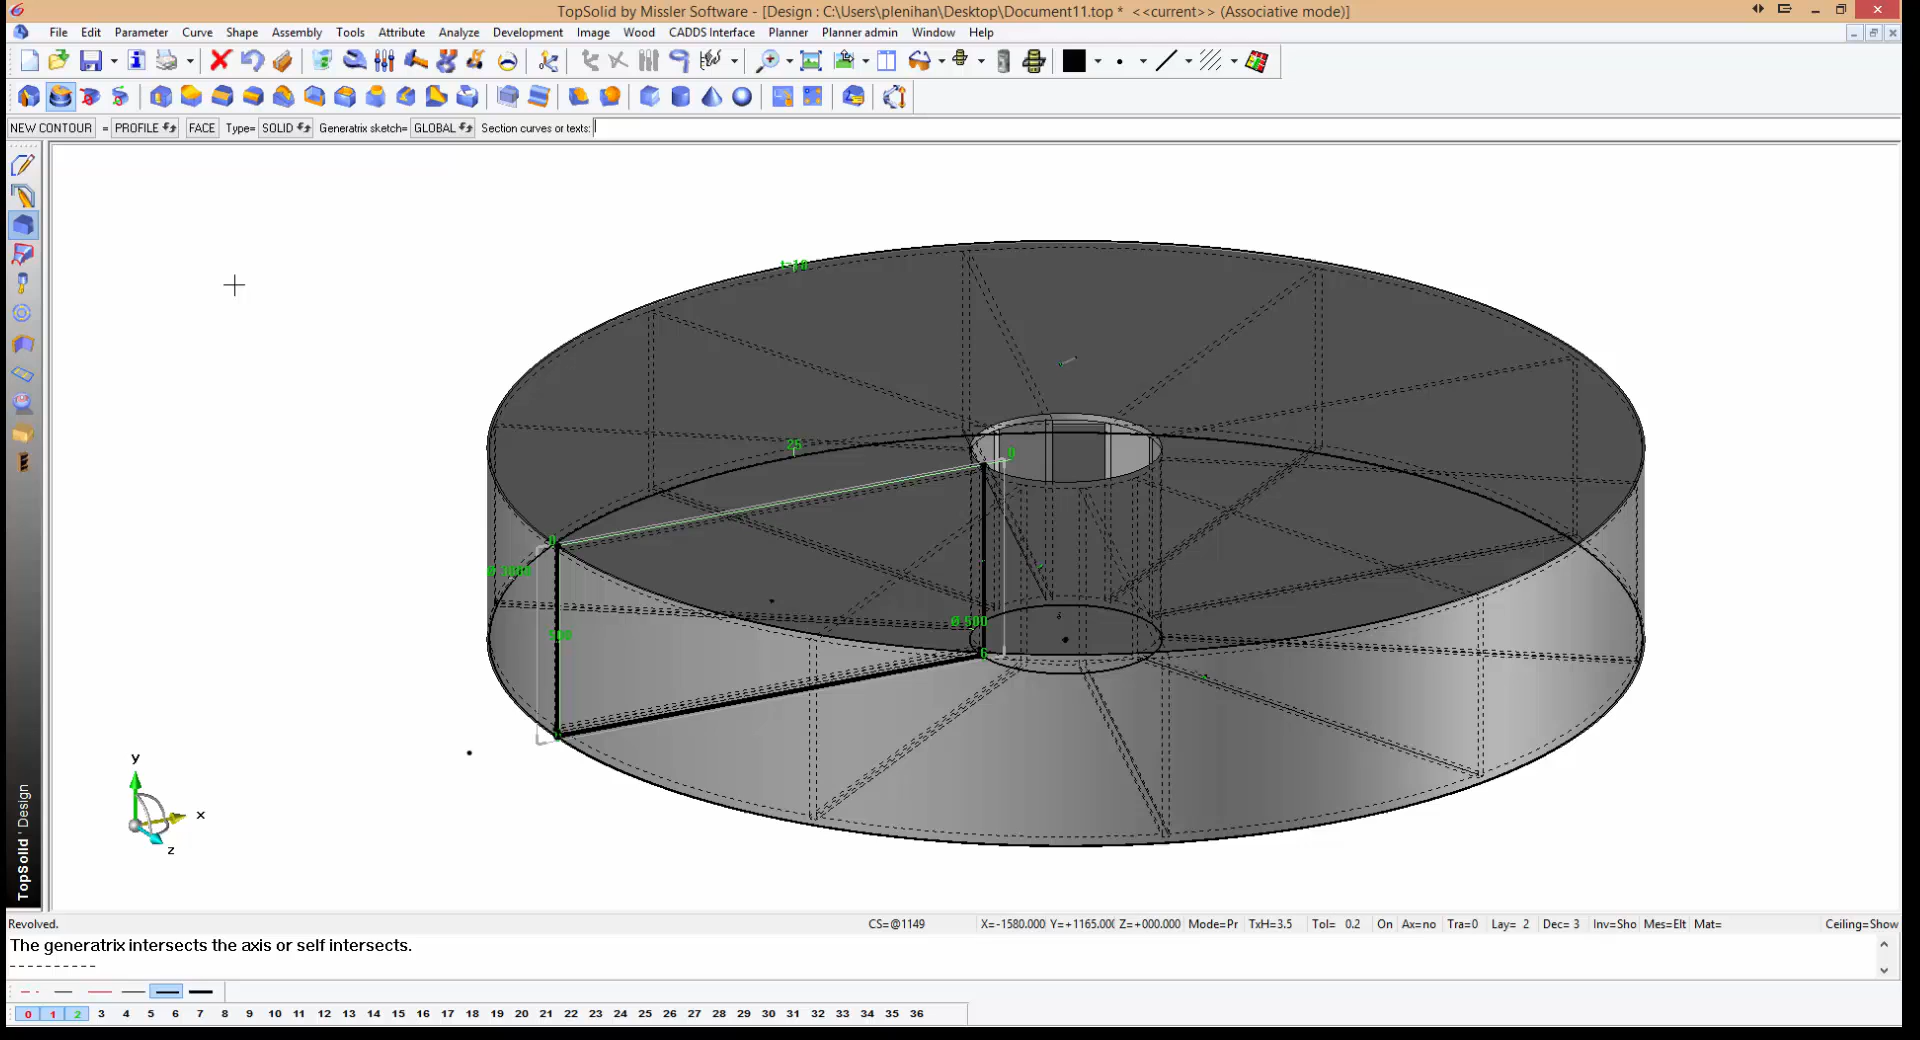 TopSolid by Missler Software - [Design : C:\Users\plenihan\Desktop\Document11.top * <<current>> (Associative mode)]
File Edit Parameter Curve Shape Assembly Tools Attribute Analyze Development Image Wood CADDS Interface Planner Planner admin Window Help
NEW CONTOUR = PROFILE FACE Type= SOLID Generatrix sketch= GLOBAL Section curves or texts:
t=10
25
0
0
500
Ø 500
6
y
x
z
TopSolid ' Design
Revolved. CS=@1149 X=-1580.000 Y=+1165.00( Z=+000.000 Mode=Pr TxH=3.5 Tol= 0.2 On Ax=no Tra=0 Lay= 2 Dec= 3 Inv=Sho Mes=Elt Mat= Ceiling=Show
The generatrix intersects the axis or self intersects.
----------
0 1 2 3 4 5 6 7 8 9 10 11 12 13 14 15 16 17 18 19 20 21 22 23 24 25 26 27 28 29 30 31 32 33 34 35 36